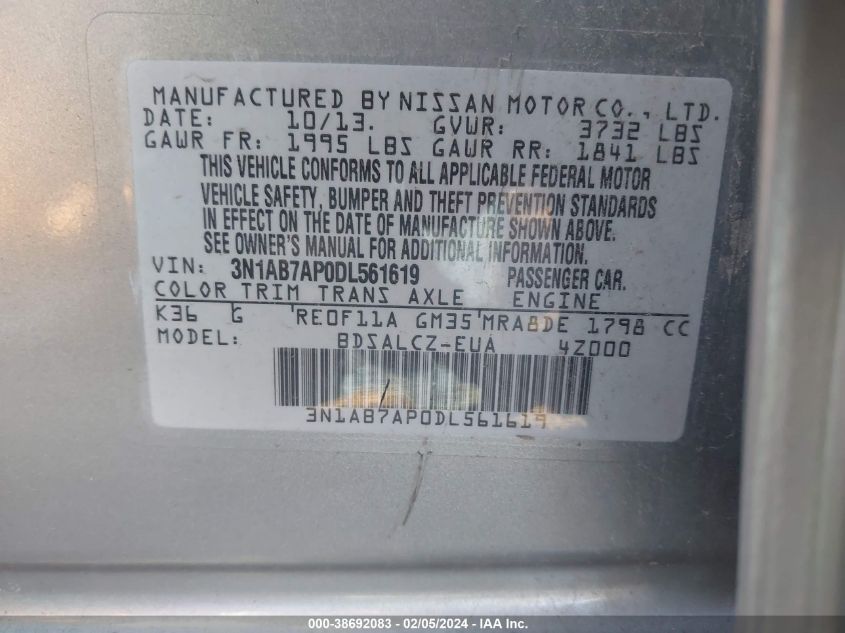 MANUFACTURED BY NISSAN MOTOR CO., LTD.
DATE: 10/13. GVWR: 3732 LBS
GAWR FR: 1995 LBS GAWR RR: 1841 LBS
THIS VEHICLE CONFORMS TO ALL APPLICABLE FEDERAL MOTOR
VEHICLE SAFETY, BUMPER AND THEFT PREVENTION STANDARDS
IN EFFECT ON THE DATE OF MANUFACTURE SHOWN ABOVE.
SEE OWNER'S MANUAL FOR ADDITIONAL INFORMATION.
VIN: 3N1AB7AP0DL561619 PASSENGER CAR.
COLOR TRIM TRANS AXLE ENGINE
K36 G RE0F11A GM35 MRA8DE 1798 CC
MODEL: BDSALCZ-EUA 4Z000
3N1AB7AP0DL561619
000-38692083 - 02/05/2024 - IAA Inc.